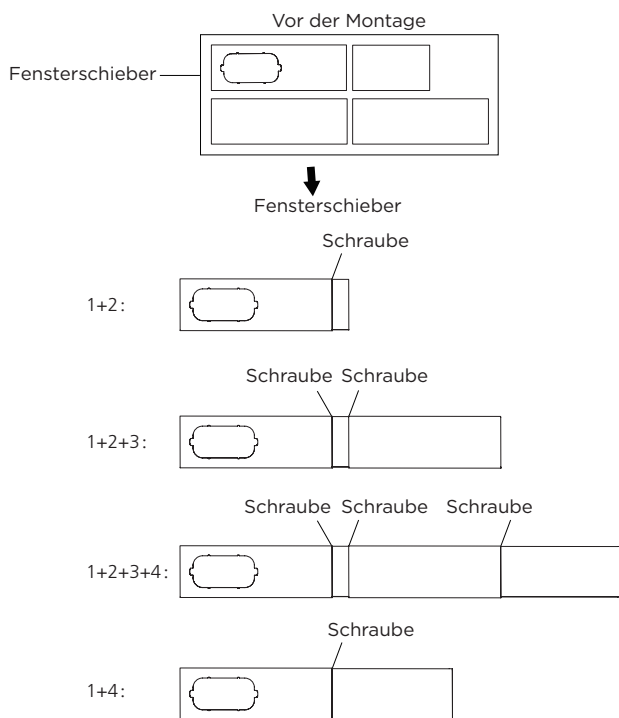 Vor der Montage
Fensterschieber
Fensterschieber
Schraube
1+2:
Schraube Schraube
1+2+3:
Schraube Schraube Schraube
1+2+3+4:
Schraube
1+4: